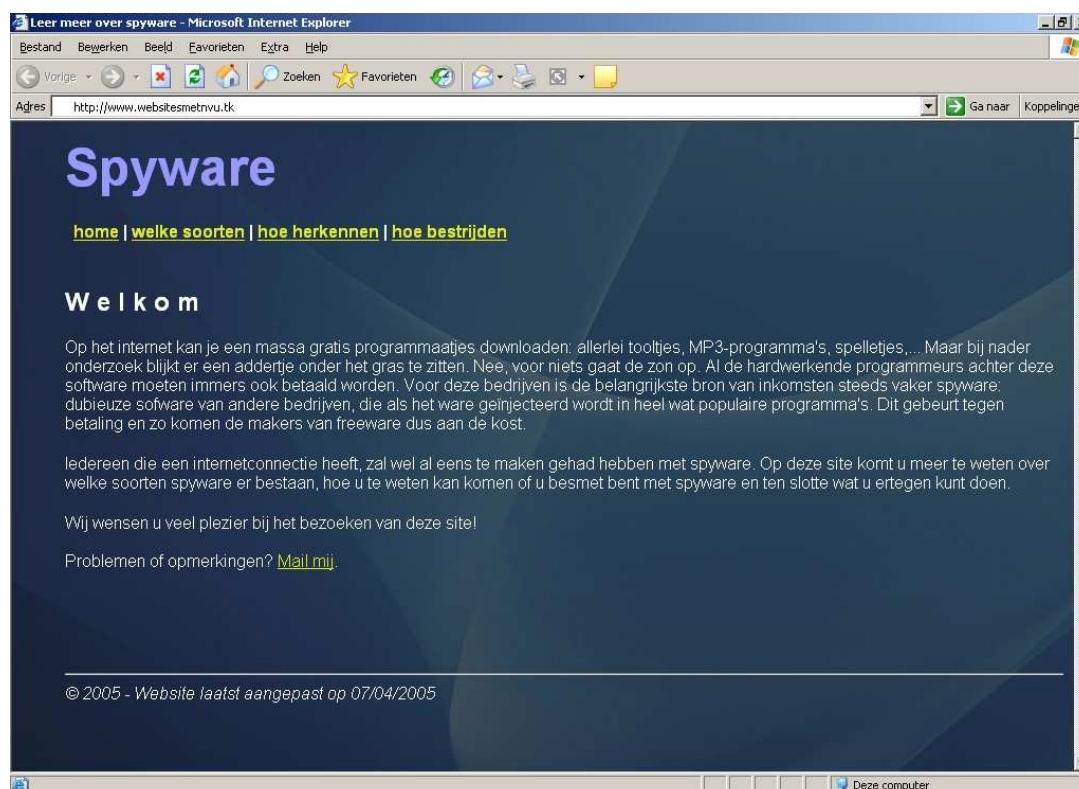 Leer meer over spyware - Microsoft Internet Explorer
Bestand Bewerken Beeld Favorieten Extra Help
Vorige Zoeken Favorieten
Adres http://www.websitesmetnvu.tk Ga naar Koppelinge
Spyware
home | welke soorten | hoe herkennen | hoe bestrijden
Welkom
Op het internet kan je een massa gratis programmaatjes downloaden: allerlei tooltjes, MP3-programma's, spelletjes,... Maar bij nader
onderzoek blijkt er een addertje onder het gras te zitten. Nee, voor niets gaat de zon op. Al de hardwerkende programmeurs achter deze
software moeten immers ook betaald worden. Voor deze bedrijven is de belangrijkste bron van inkomsten steeds vaker spyware:
dubieuze sofware van andere bedrijven, die als het ware geïnjecteerd wordt in heel wat populaire programma's. Dit gebeurt tegen
betaling en zo komen de makers van freeware dus aan de kost.
Iedereen die een internetconnectie heeft, zal wel al eens te maken gehad hebben met spyware. Op deze site komt u meer te weten over
welke soorten spyware er bestaan, hoe u te weten kan komen of u besmet bent met spyware en ten slotte wat u ertegen kunt doen.
Wij wensen u veel plezier bij het bezoeken van deze site!
Problemen of opmerkingen? Mail mij.
© 2005 - Website laatst aangepast op 07/04/2005
Deze computer